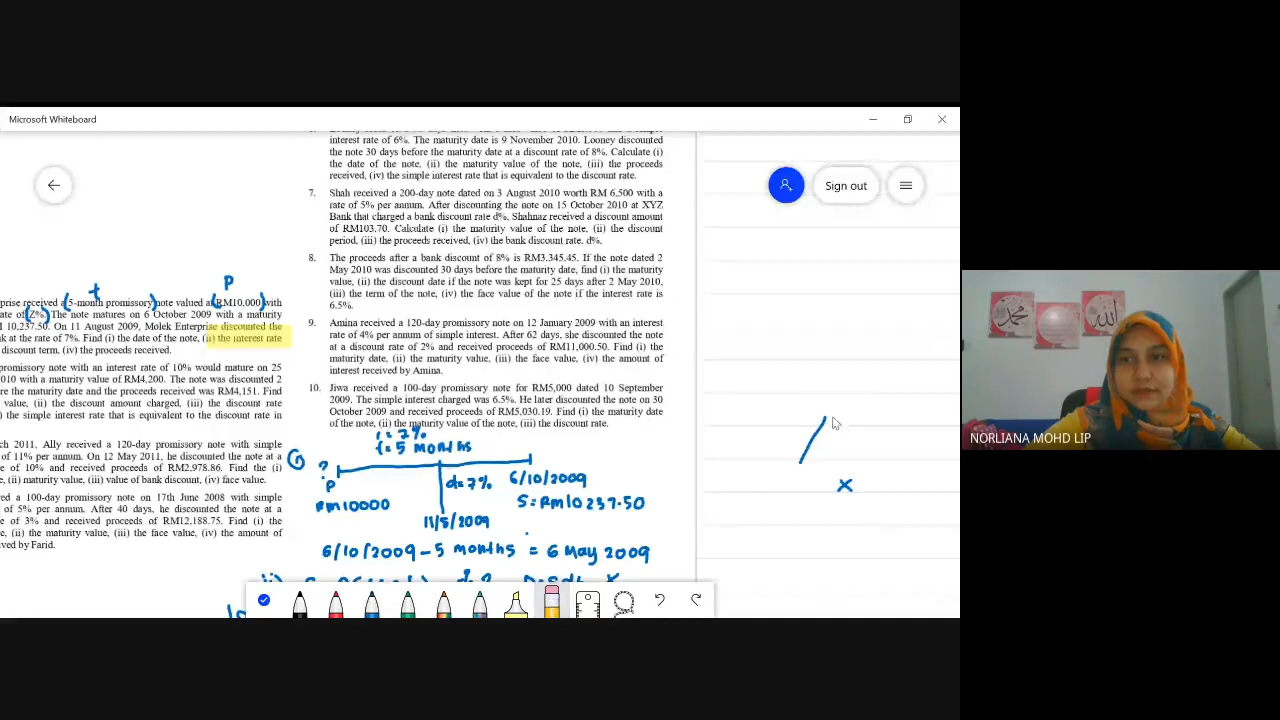 Microsoft Whiteboard
Sign out
interest rate of 6%. The maturity date is 9 November 2010. Looney discounted
the note 30 days before the maturity date at a discount rate of 8%. Calculate (i)
the date of the note, (ii) the maturity value of the note, (iii) the proceeds
received, (iv) the simple interest rate that is equivalent to the discount rate.
7. Shah received a 200-day note dated on 3 August 2010 worth RM 6,500 with a
rate of 5% per annum. After discounting the note on 15 October 2010 at XYZ
Bank that charged a bank discount rate d%, Shahnaz received a discount amount
of RM103.70. Calculate (i) the maturity value of the note, (ii) the discount
period, (iii) the proceeds received, (iv) the bank discount rate, d%.
8. The proceeds after a bank discount of 8% is RM3,345.45. If the note dated 2
May 2010 was discounted 30 days before the maturity date, find (i) the maturity
value, (ii) the discount date if the note was kept for 25 days after 2 May 2010,
(iii) the term of the note, (iv) the face value of the note if the interest rate is
6.5%.
9. Amina received a 120-day promissory note on 12 January 2009 with an interest
rate of 4% per annum of simple interest. After 62 days, she discounted the note
at a discount rate of 2% and received proceeds of RM11,000.50. Find (i) the
maturity date, (ii) the maturity value, (iii) the face value, (iv) the amount of
interest received by Amina.
10. Jiwa received a 100-day promissory note for RM5,000 dated 10 September
2009. The simple interest charged was 6.5%. He later discounted the note on 30
October 2009 and received proceeds of RM5,030.19. Find (i) the maturity date
of the note, (ii) the maturity value of the note, (iii) the discount rate.
t
P
prise received a 5-month promissory note valued at RM10,000 with
ate of Z%. The note matures on 6 October 2009 with a maturity
10,237.50. On 11 August 2009, Molek Enterprise discounted the
k at the rate of 7%. Find (i) the date of the note, (ii) the interest rate
discount term, (iv) the proceeds received.
promissory note with an interest rate of 10% would mature on 25
010 with a maturity value of RM4,200. The note was discounted 2
re the maturity date and the proceeds received was RM4,151. Find
the simple interest rate that is equivalent to the discount rate in
ch 2011, Ally received a 120-day promissory note with simple
of 11% per annum. On 12 May 2011, he discounted the note at a
e of 10% and received proceeds of RM2,978.86. Find the (i)
e, (ii) maturity value, (iii) value of bank discount, (iv) face value.
ed a 100-day promissory note on 17th June 2008 with simple
of 5% per annum. After 40 days, he discounted the note at a
e of 3% and received proceeds of RM12,188.75. Find (i) the
e, (ii) maturity value, (iii) the face value, (iv) the amount of
ved by Farid.
i = 7%
t = 5 months
?
P
d=7%
6/10/2009
RM10000
S=RM10237.50
11/5/2009
6/10/2009 - 5 months = 6 May 2009
x
NORLIANA MOHD LIP